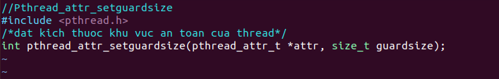 //Pthread_attr_setguardsize
#include <pthread.h>
/*dat kich thuoc khu vuc an toan cua thread*/
int pthread_attr_setguardsize(pthread_attr_t *attr, size_t guardsize);
~
~